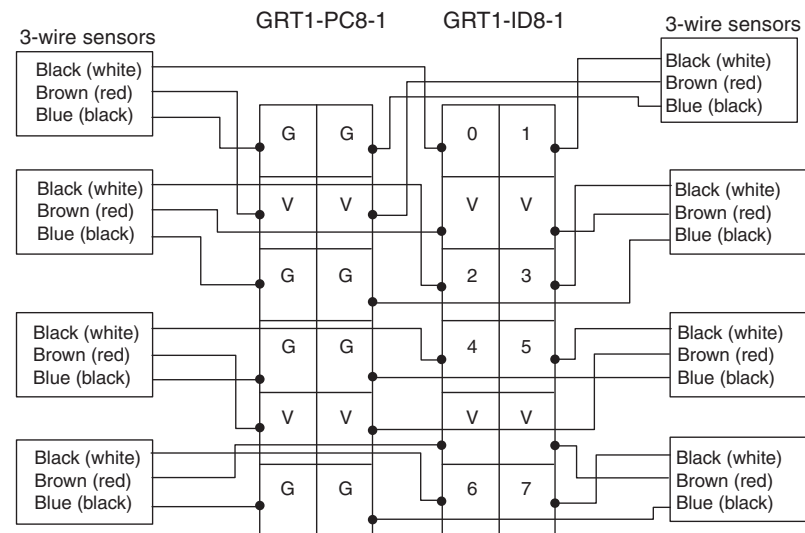 GRT1-PC8-1 GRT1-ID8-1
3-wire sensors
3-wire sensors
Black (white)
Brown (red)
Blue (black)
Black (white)
Brown (red)
Blue (black)
G G
0 1
Black (white)
Brown (red)
Blue (black)
V V
V V
Black (white)
Brown (red)
Blue (black)
G G
2 3
Black (white)
Brown (red)
Blue (black)
G G
4 5
Black (white)
Brown (red)
Blue (black)
V V
V V
Black (white)
Brown (red)
Blue (black)
G G
6 7
Black (white)
Brown (red)
Blue (black)